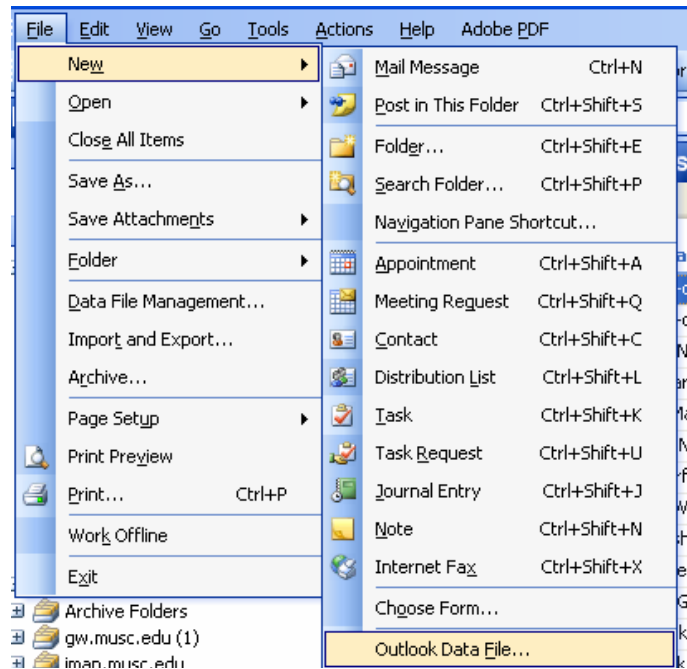 File Edit View Go Tools Actions Help Adobe PDF
New
Open
Close All Items
Save As...
Save Attachments
Folder
Data File Management...
Import and Export...
Archive...
Page Setup
Print Preview
Print... Ctrl+P
Work Offline
Exit
Archive Folders
gw.musc.edu (1)
iman.musc.edu
Mail Message Ctrl+N
Post in This Folder Ctrl+Shift+S
Folder... Ctrl+Shift+E
Search Folder... Ctrl+Shift+P
Navigation Pane Shortcut...
Appointment Ctrl+Shift+A
Meeting Request Ctrl+Shift+Q
Contact Ctrl+Shift+C
Distribution List Ctrl+Shift+L
Task Ctrl+Shift+K
Task Request Ctrl+Shift+U
Journal Entry Ctrl+Shift+J
Note Ctrl+Shift+N
Internet Fax Ctrl+Shift+X
Choose Form...
Outlook Data File...